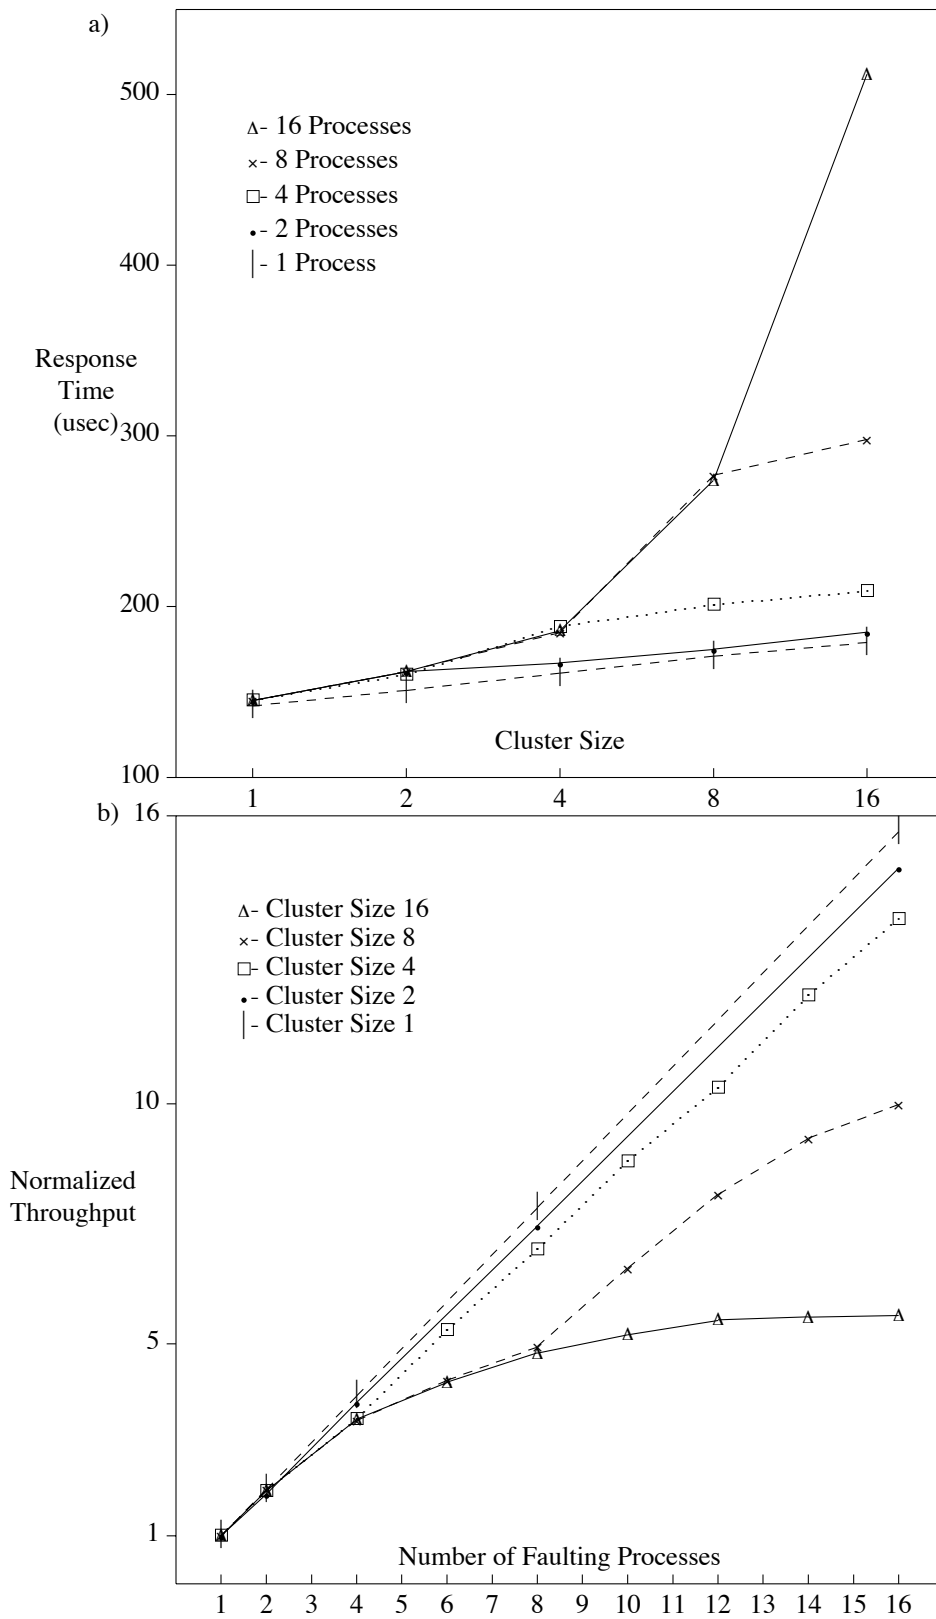 a)
500
Δ- 16 Processes
×- 8 Processes
□- 4 Processes
•- 2 Processes
|- 1 Process
400
Response
Time
(usec)
300
200
Cluster Size
100
1 2 4 8 16
b) 16
Δ- Cluster Size 16
×- Cluster Size 8
□- Cluster Size 4
•- Cluster Size 2
|- Cluster Size 1
10
Normalized
Throughput
5
1
Number of Faulting Processes
1 2 3 4 5 6 7 8 9 10 11 12 13 14 15 16